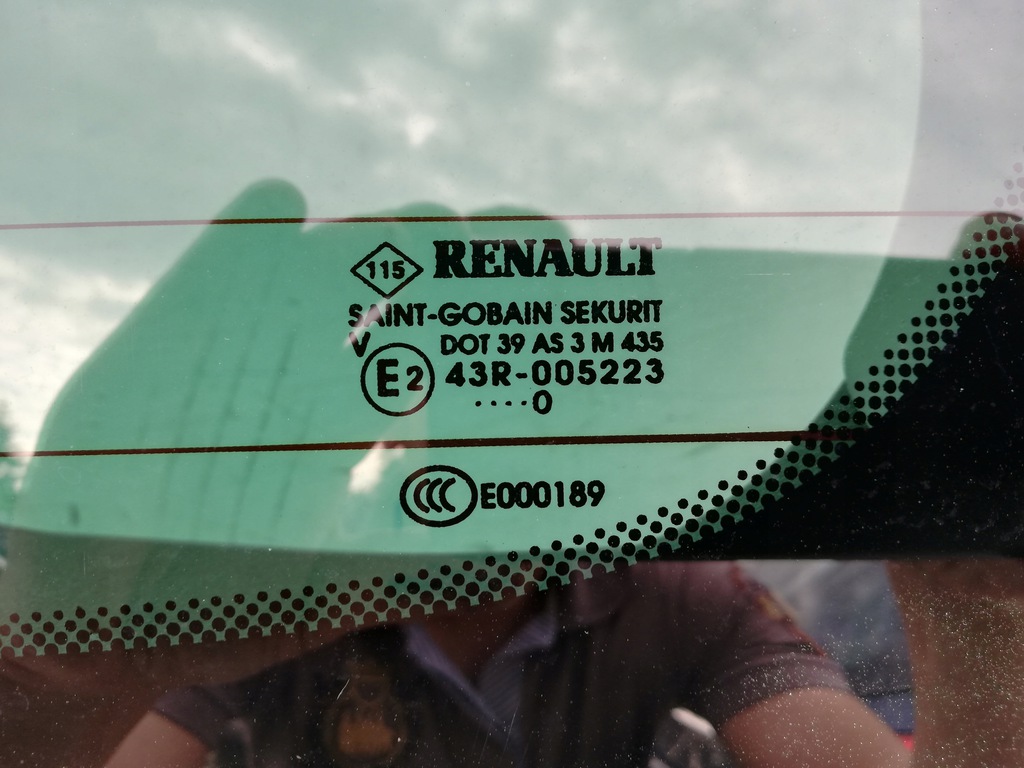 115 RENAULT
SAINT-GOBAIN SEKURIT
V DOT 39 AS 3 M 435
E2 43R-005223
....0
CCC E000189